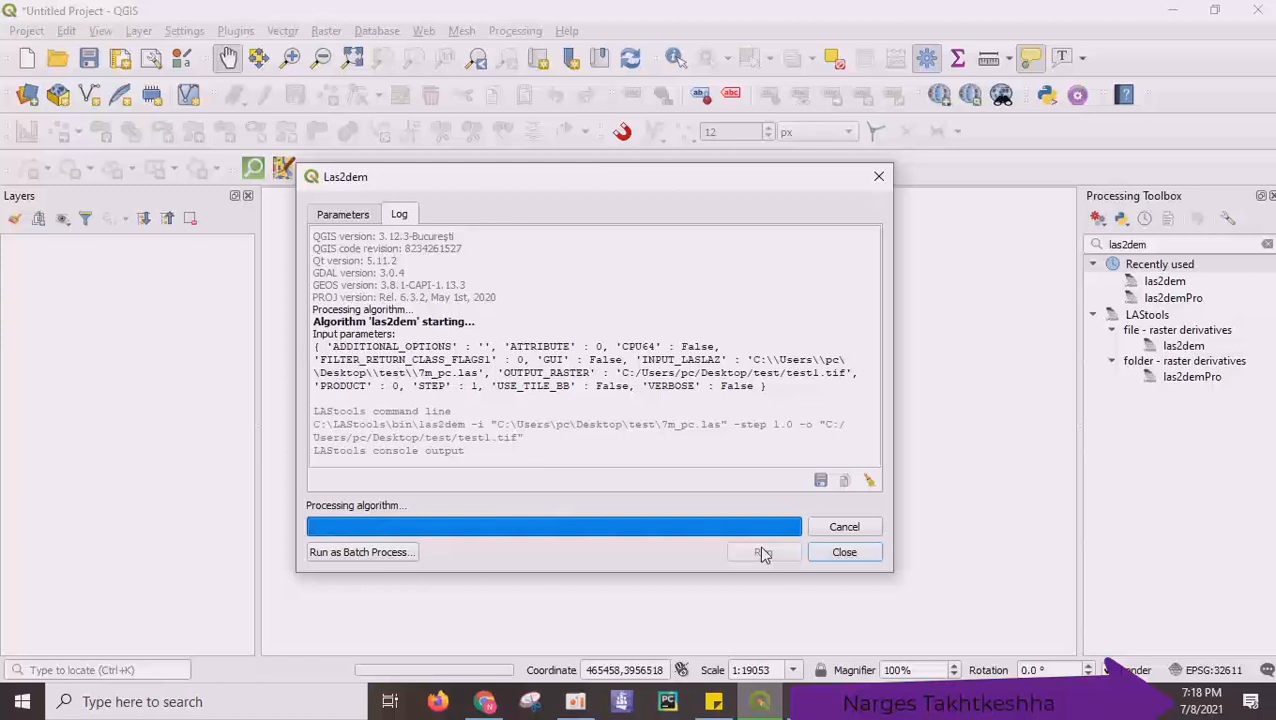 *Untitled Project - QGIS
Project Edit View Layer Settings Plugins Vector Raster Database Web Mesh Processing Help
abc abc
12 px
Layers
Las2dem
Processing Toolbox
Parameters Log
las2dem
QGIS version: 3.12.3-București
QGIS code revision: 8234261527
Qt version: 5.11.2
GDAL version: 3.0.4
GEOS version: 3.8.1-CAPI-1.13.3
PROJ version: Rel. 6.3.2, May 1st, 2020
Processing algorithm...
Algorithm 'las2dem' starting...
Input parameters:
{ 'ADDITIONAL_OPTIONS' : '', 'ATTRIBUTE' : 0, 'CPU64' : False,
'FILTER_RETURN_CLASS_FLAGS1' : 0, 'GUI' : False, 'INPUT_LASLAZ' : 'C:\\Users\\pc\
\Desktop\\test\\7m_pc.las', 'OUTPUT_RASTER' : 'C:/Users/pc/Desktop/test/test1.tif',
'PRODUCT' : 0, 'STEP' : 1, 'USE_TILE_BB' : False, 'VERBOSE' : False }
LAStools command line
C:\LAStools\bin\las2dem -i "C:\Users\pc\Desktop\test\7m_pc.las" -step 1.0 -o "C:/
Users/pc/Desktop/test/test1.tif"
LAStools console output
Recently used
las2dem
las2demPro
LAStools
file - raster derivatives
las2dem
folder - raster derivatives
las2demPro
Processing algorithm...
Cancel
Run as Batch Process...
Close
Type to locate (Ctrl+K)
Coordinate 465458,3956518 Scale 1:19053 Magnifier 100% Rotation 0.0 ° EPSG:32611
Type here to search
Narges Takhtkeshha
7:18 PM
7/8/2021